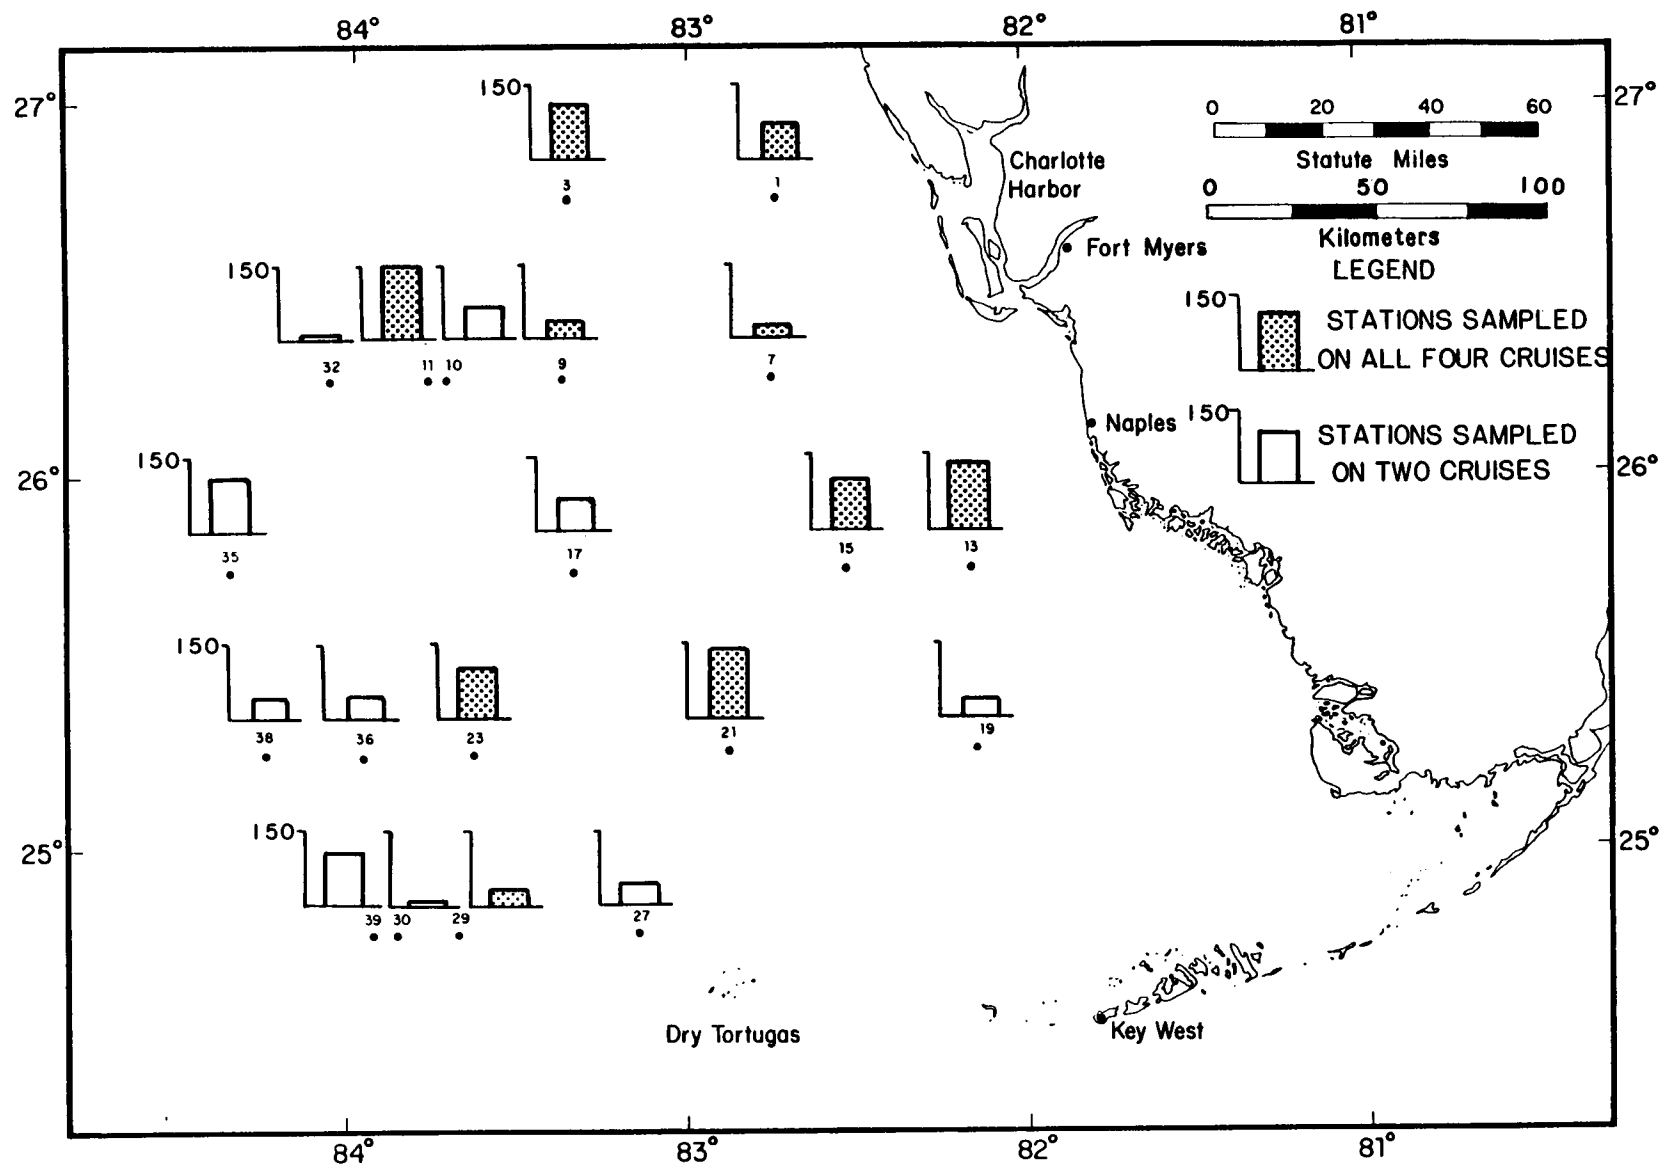 84° 83° 82° 81°
27° 150 27°
0 20 40 60
Statute Miles
Charlotte
Harbor
3 1
0 50 100
Kilometers
Fort Myers
LEGEND
150
150 STATIONS SAMPLED
ON ALL FOUR CRUISES
32 11 10 9 7
Naples
150 STATIONS SAMPLED
ON TWO CRUISES
150
26° 26°
35 17 15 13
150
38 36 23 21 19
150
25° 25°
39 30 29 27
Dry Tortugas
Key West
84° 83° 82° 81°